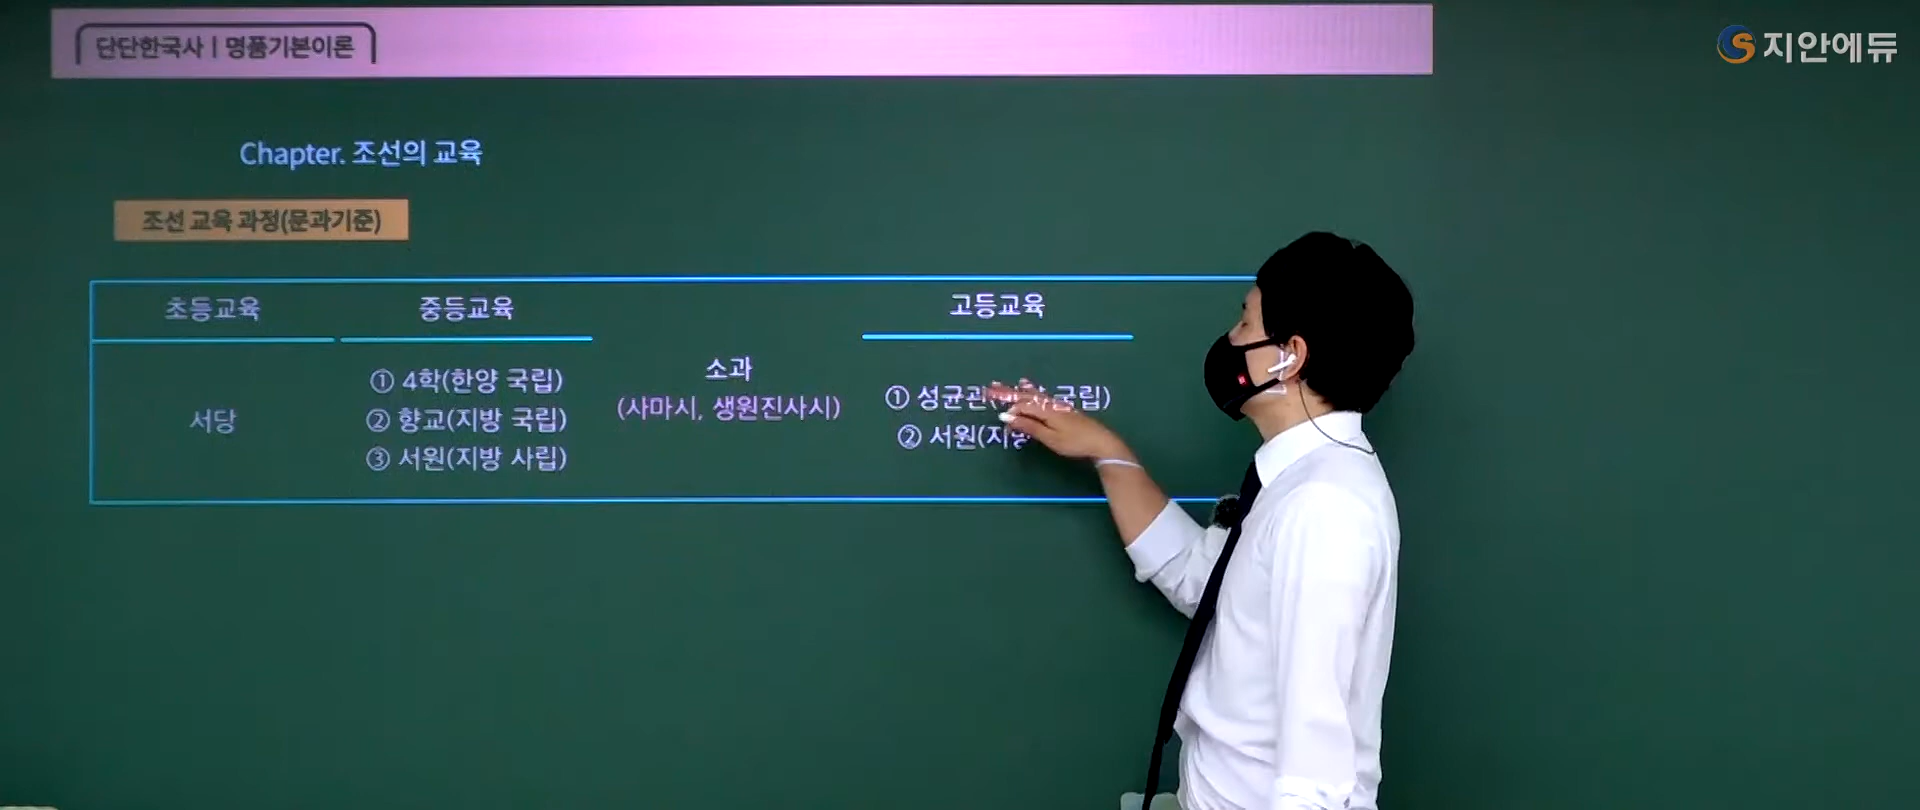 단단한국사 | 명품기본이론
지안에듀
Chapter. 조선의 교육
조선 교육 과정(문과기준)
초등교육
서당
중등교육
① 4학(한양 국립)
② 향교(지방 국립)
③ 서원(지방 사립)
소과
(사마시, 생원진사시)
고등교육
① 성균관( 국립)
② 서원(지방